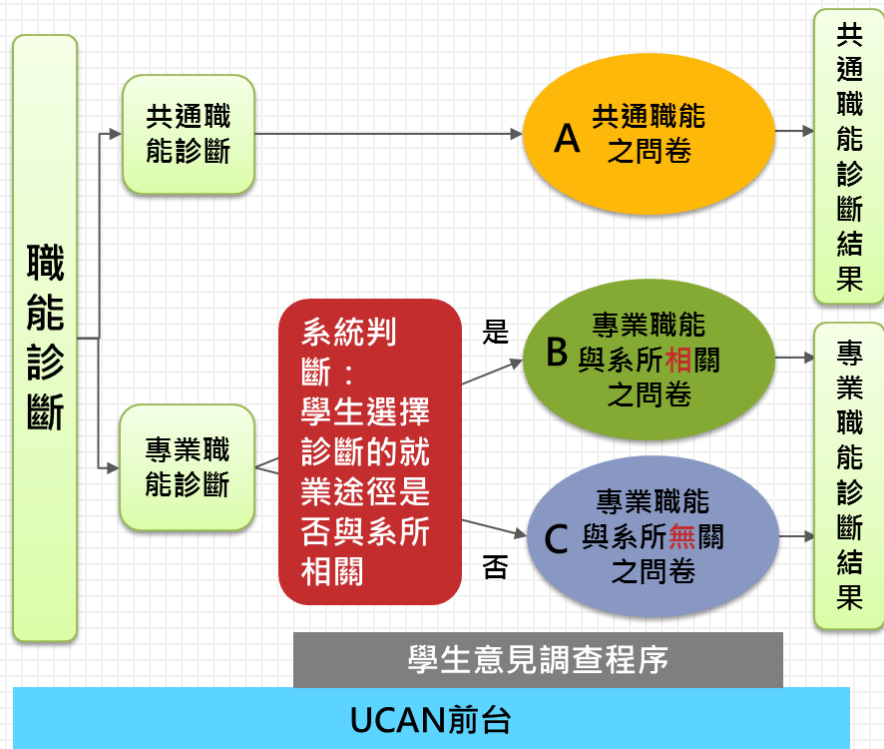 職能診斷
共通職
能診斷
A
共通職能
之問卷
共通職能診斷結果
專業職
能診斷
系統判
斷：
學生選擇
診斷的就
業途徑是
否與系所
相關
是
否
B
專業職能
與系所相關
之問卷
C
專業職能
與系所無關
之問卷
專業職能診斷結果
學生意見調查程序
UCAN前台